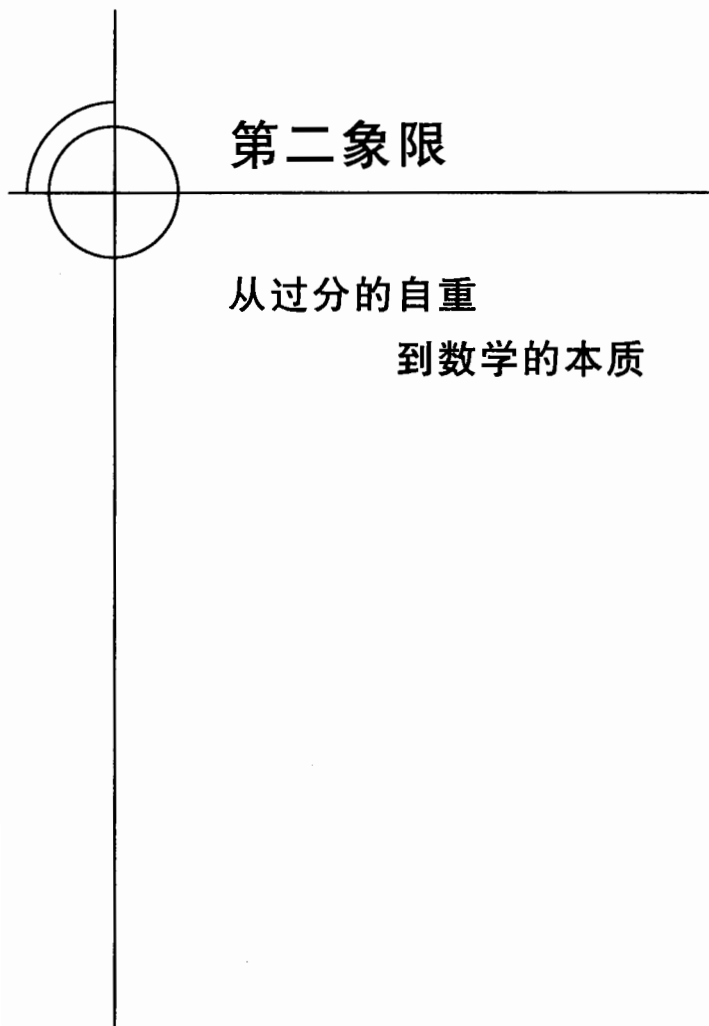 第二象限
从过分的自重
到数学的本质